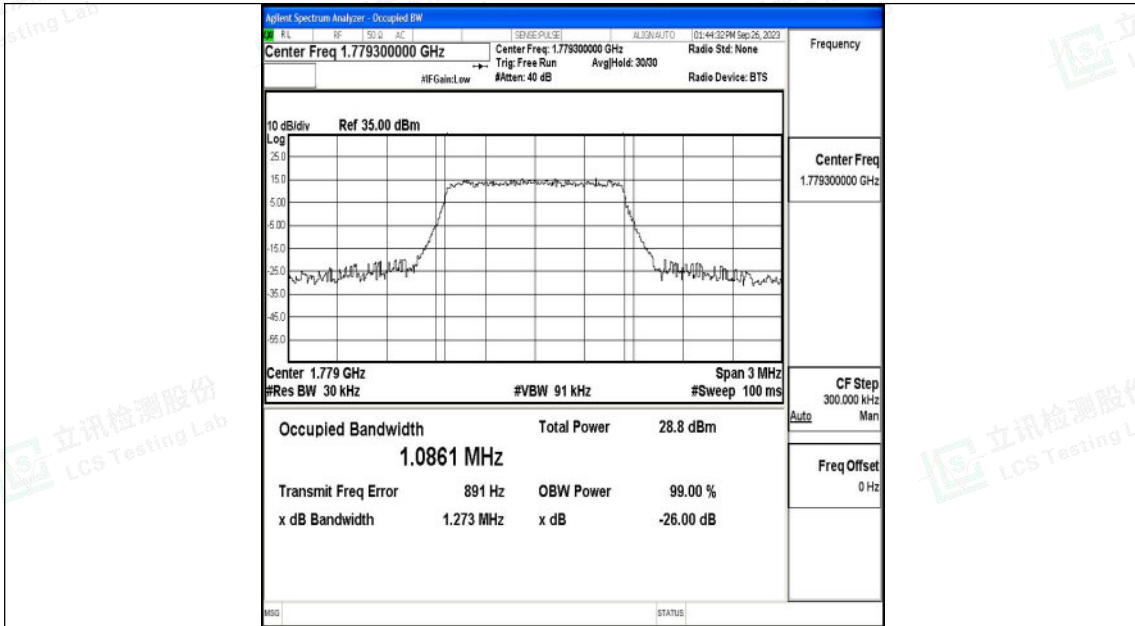 Agilent Spectrum Analyzer - Occupied BW
RL RF 50 Ω AC SENSE:PULSE ALIGNAUTO 01:44:32 PM Sep 26, 2023
Center Freq 1.779300000 GHz
Center Freq: 1.779300000 GHz
Radio Std: None
Trig: Free Run Avg|Hold: 30/30
#IFGain:Low
#Atten: 40 dB
Radio Device: BTS
Frequency
10 dB/div Ref 35.00 dBm
Log
25.0
15.0
5.00
-5.00
-15.0
-25.0
-35.0
-45.0
-55.0
Center Freq
1.779300000 GHz
Center 1.779 GHz Span 3 MHz
#Res BW 30 kHz #VBW 91 kHz #Sweep 100 ms
CF Step
300.000 kHz
Auto Man
Occupied Bandwidth Total Power 28.8 dBm
1.0861 MHz
Transmit Freq Error 891 Hz OBW Power 99.00 %
x dB Bandwidth 1.273 MHz x dB -26.00 dB
Freq Offset
0 Hz
MSG STATUS
立讯检测股份
LCS Testing Lab
立讯检测股份
LCS Testing L
sting Lab
立